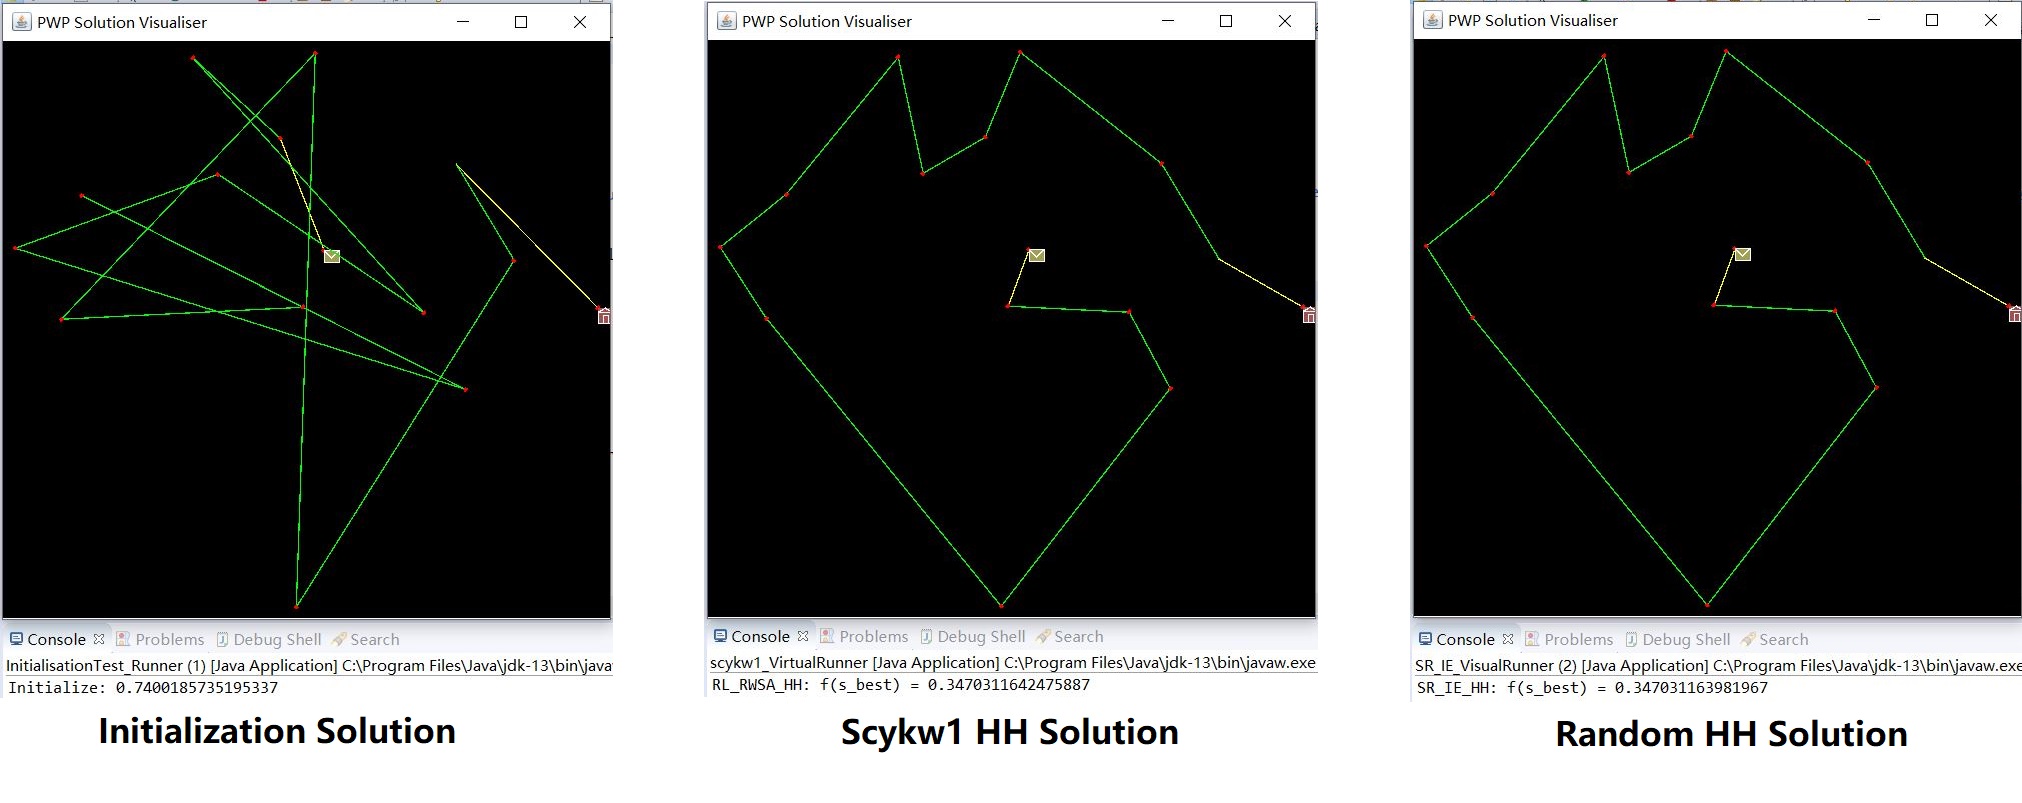 PWP Solution Visualiser
Console Problems Debug Shell Search
InitialisationTest_Runner (1) [Java Application] C:\Program Files\Java\jdk-13\bin\java
Initialize: 0.7400185735195337
Initialization Solution
PWP Solution Visualiser
Console Problems Debug Shell Search
scykw1_VirtualRunner [Java Application] C:\Program Files\Java\jdk-13\bin\javaw.exe
RL_RWSA_HH: f(s_best) = 0.3470311642475887
Scykw1 HH Solution
PWP Solution Visualiser
Console Problems Debug Shell Search
SR_IE_VisualRunner (2) [Java Application] C:\Program Files\Java\jdk-13\bin\javaw.exe
SR_IE_HH: f(s_best) = 0.347031163981967
Random HH Solution